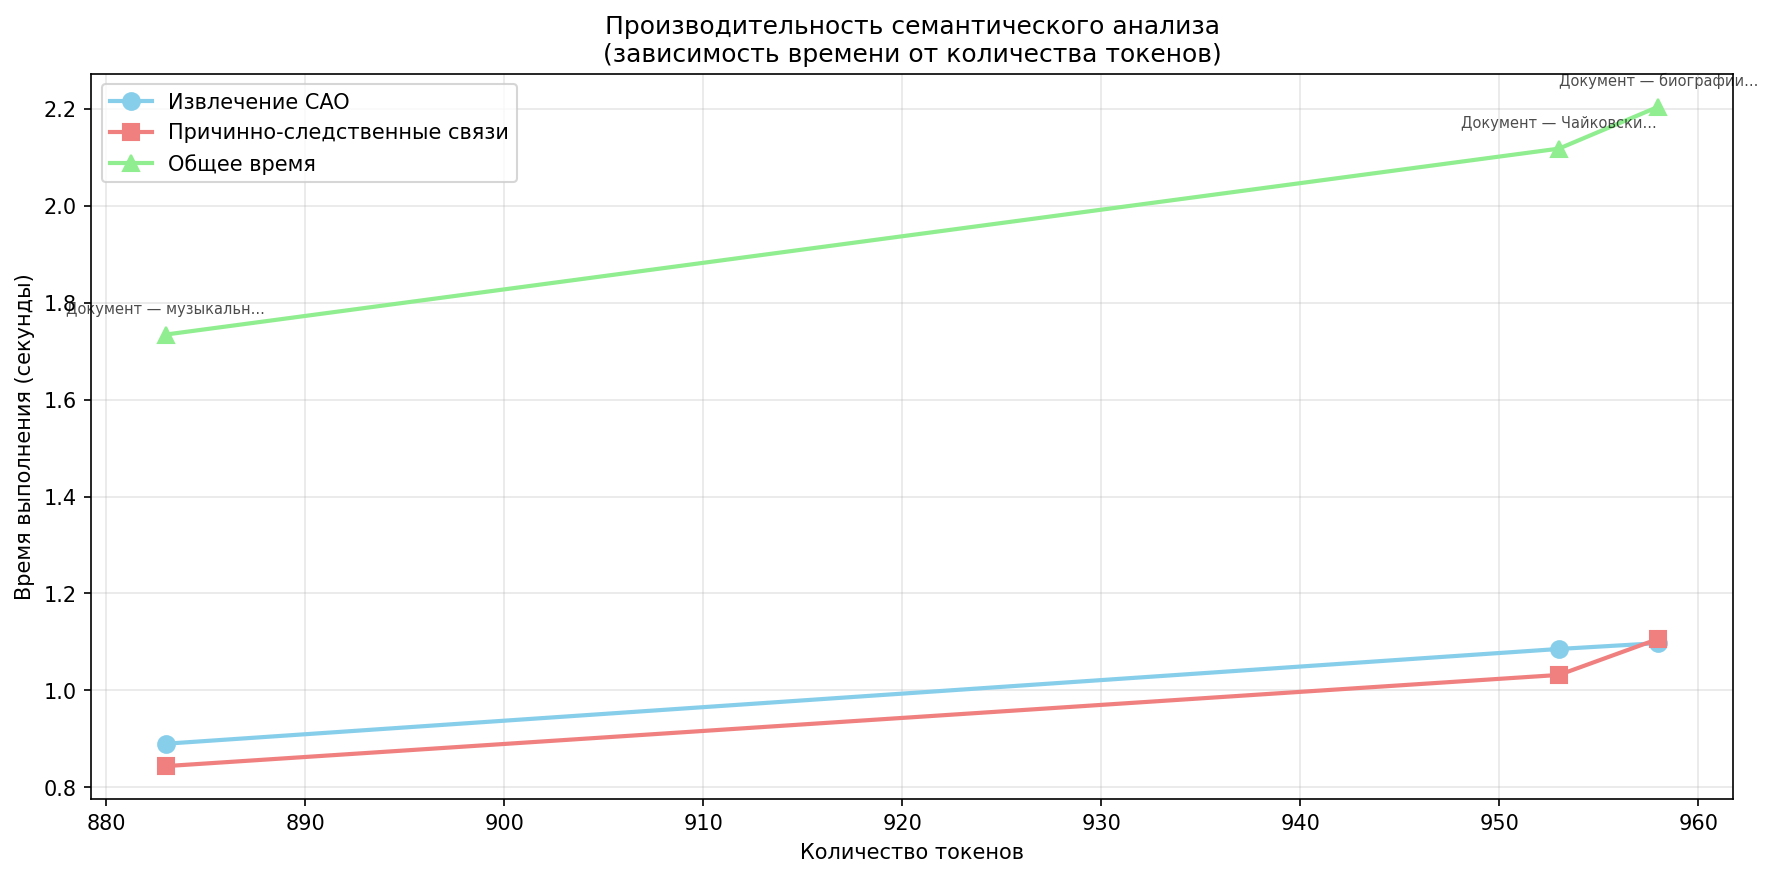 Производительность семантического анализа
(зависимость времени от количества токенов)
Извлечение САО
Причинно-следственные связи
Общее время
Документ — биографии...
Документ — Чайковски...
Документ — музыкальн...
Время выполнения (секунды)
2.2
2.0
1.8
1.6
1.4
1.2
1.0
0.8
880 890 900 910 920 930 940 950 960
Количество токенов